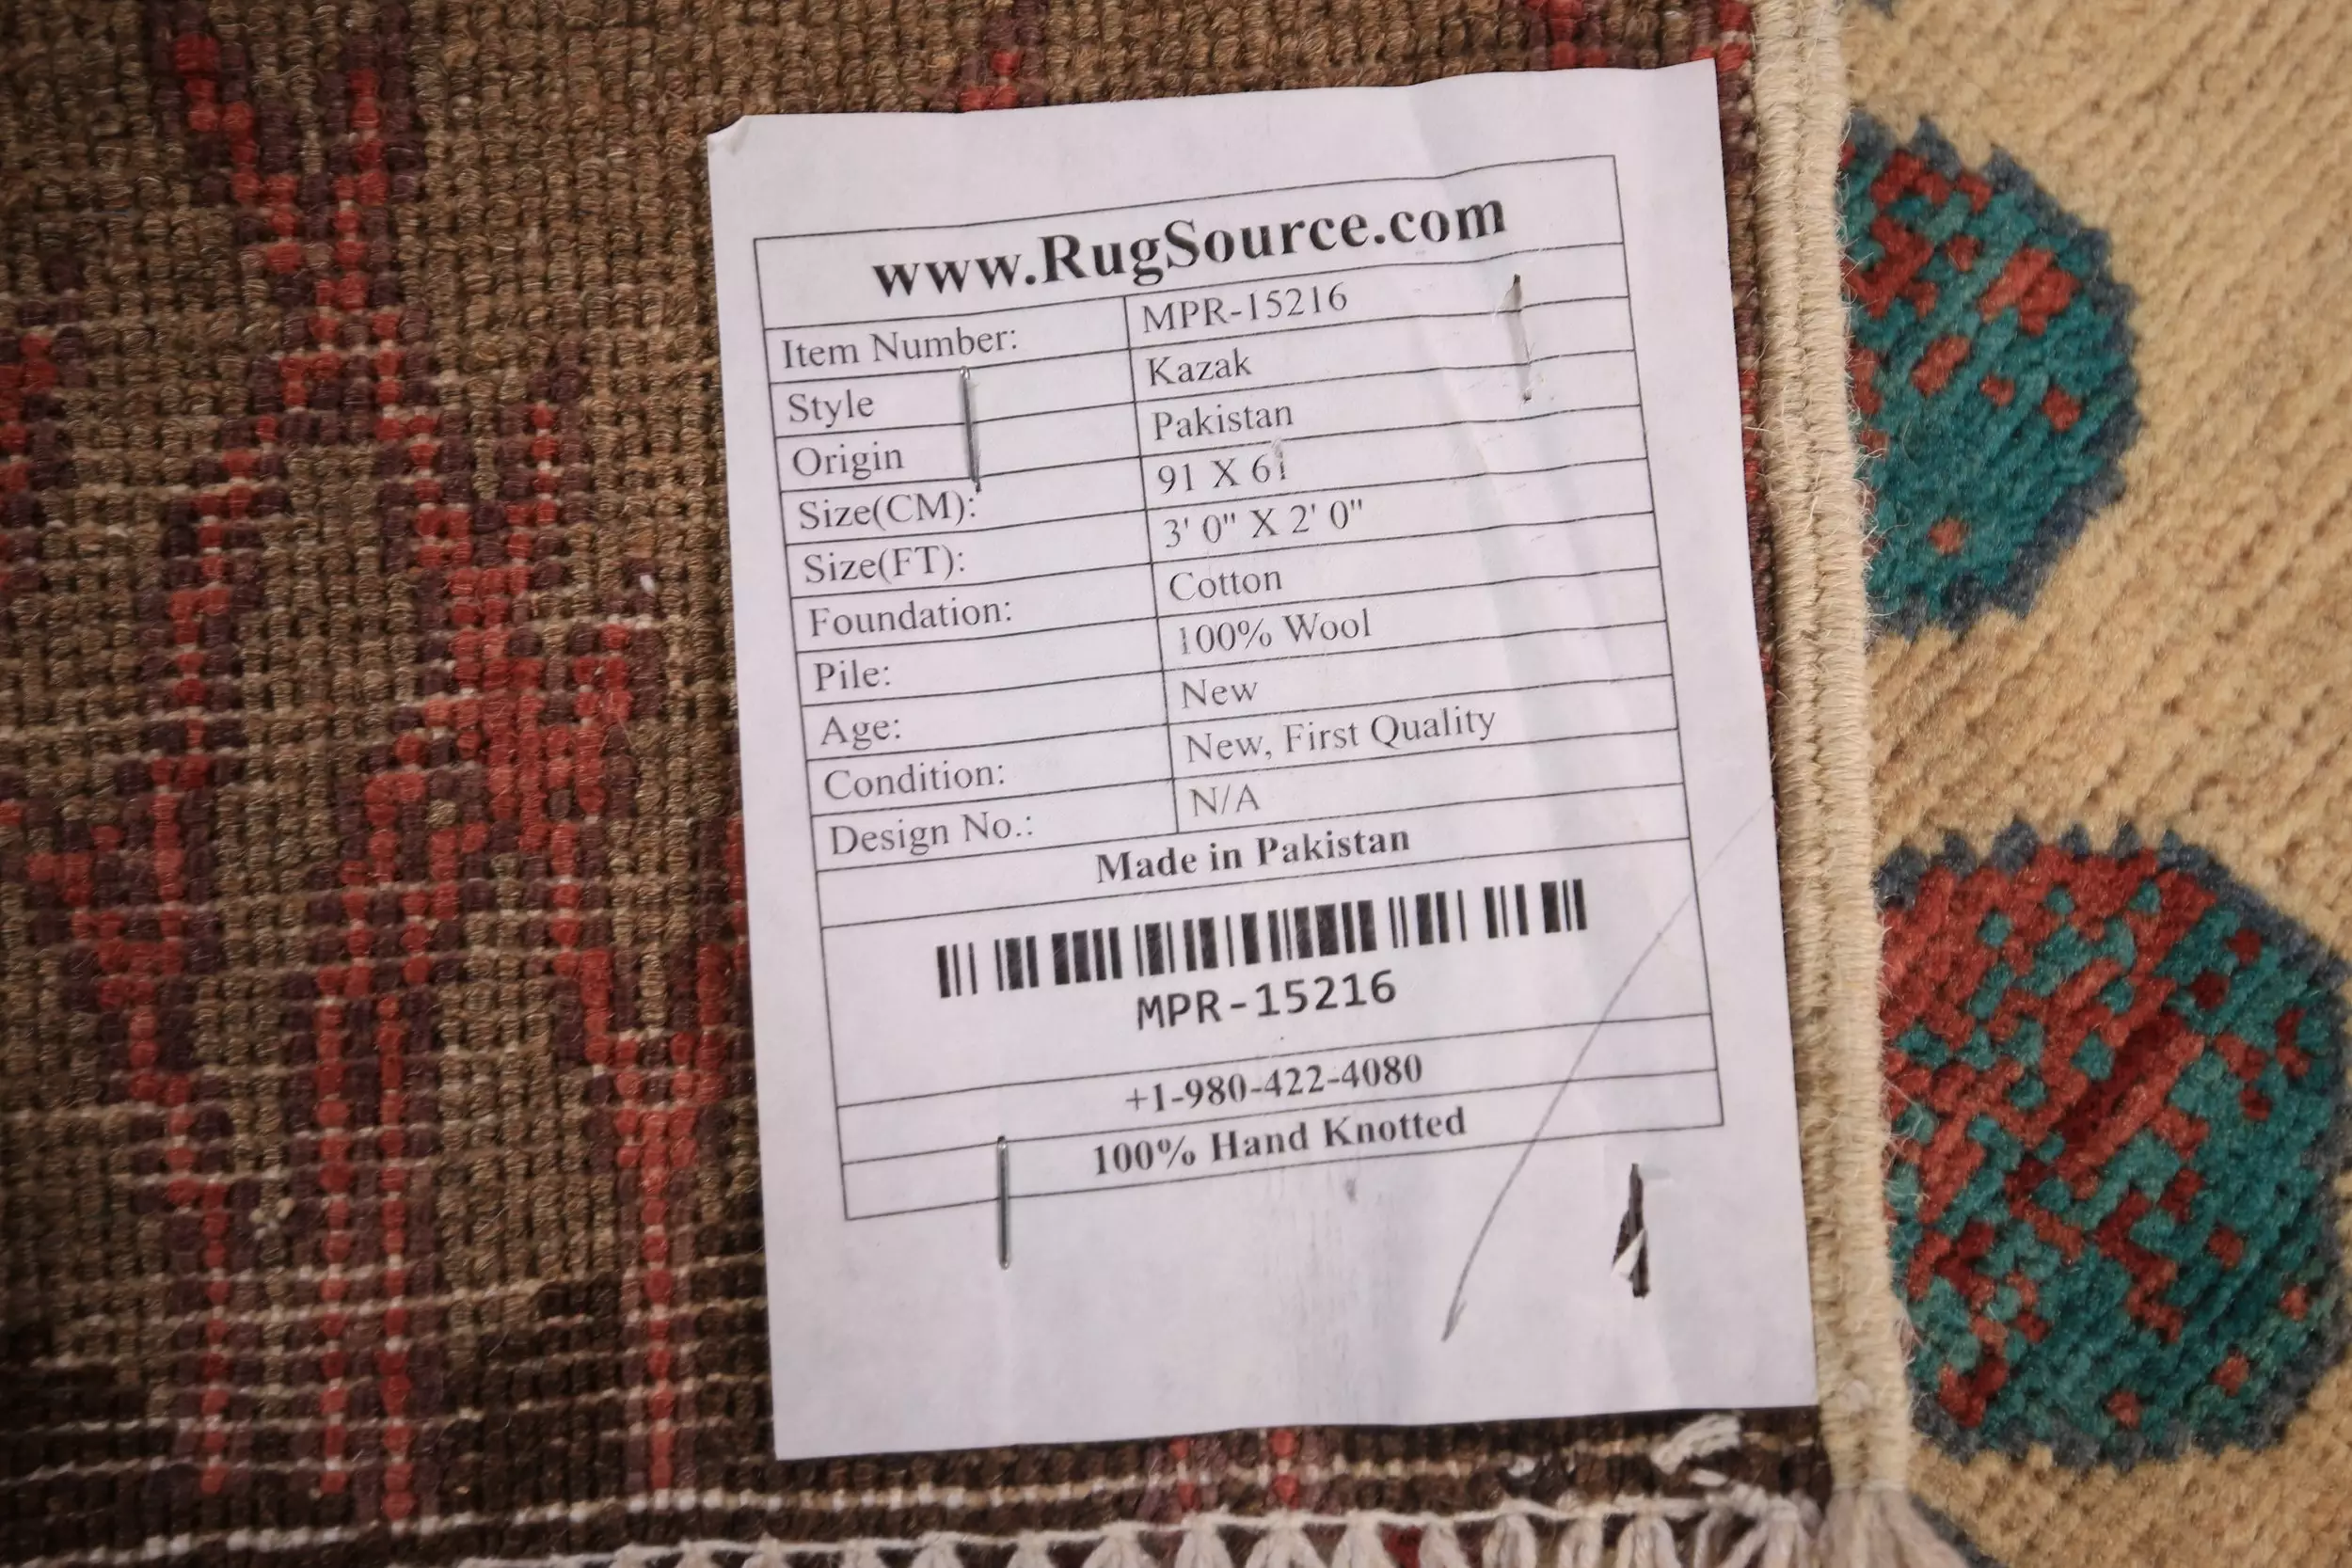 www.RugSource.com
Item Number: MPR-15216
Style Kazak
Origin Pakistan
Size(CM): 91 X 61
Size(FT): 3' 0" X 2' 0"
Foundation: Cotton
Pile: 100% Wool
Age: New
Condition: New, First Quality
Design No.: N/A
Made in Pakistan
MPR-15216
+1-980-422-4080
100% Hand Knotted